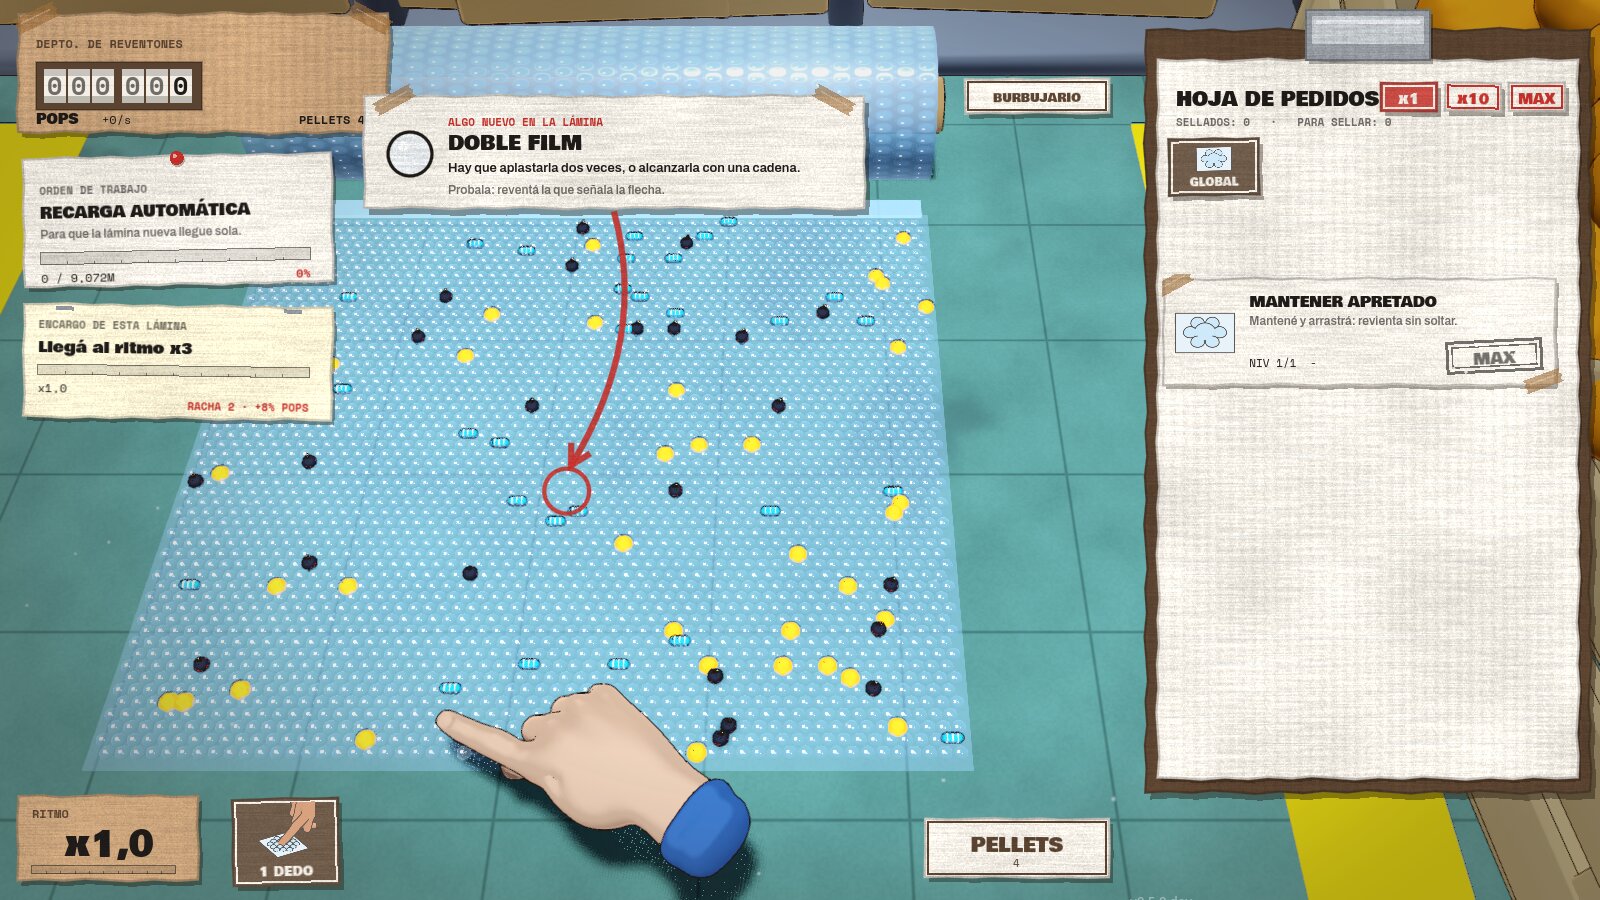 DEPTO. DE REVENTONES
000 000
POPS +0/s PELLETS 4
ORDEN DE TRABAJO
RECARGA AUTOMÁTICA
Para que la lámina nueva llegue sola.
0 / 9.072M 0%
ENCARGO DE ESTA LÁMINA
Llegá al ritmo x3
x1.0
RACHA 2 · +8% POPS
ALGO NUEVO EN LA LÁMINA
DOBLE FILM
Hay que aplastarla dos veces, o alcanzarla con una cadena.
Probala: reventá la que señala la flecha.
BURBUJARIO
HOJA DE PEDIDOS x1 x10 MAX
SELLADOS: 0 · PARA SELLAR: 0
GLOBAL
MANTENER APRETADO
Mantené y arrastrá: revienta sin soltar.
NIV 1/1 - MAX
RITMO
x1,0
1 DEDO
PELLETS
4